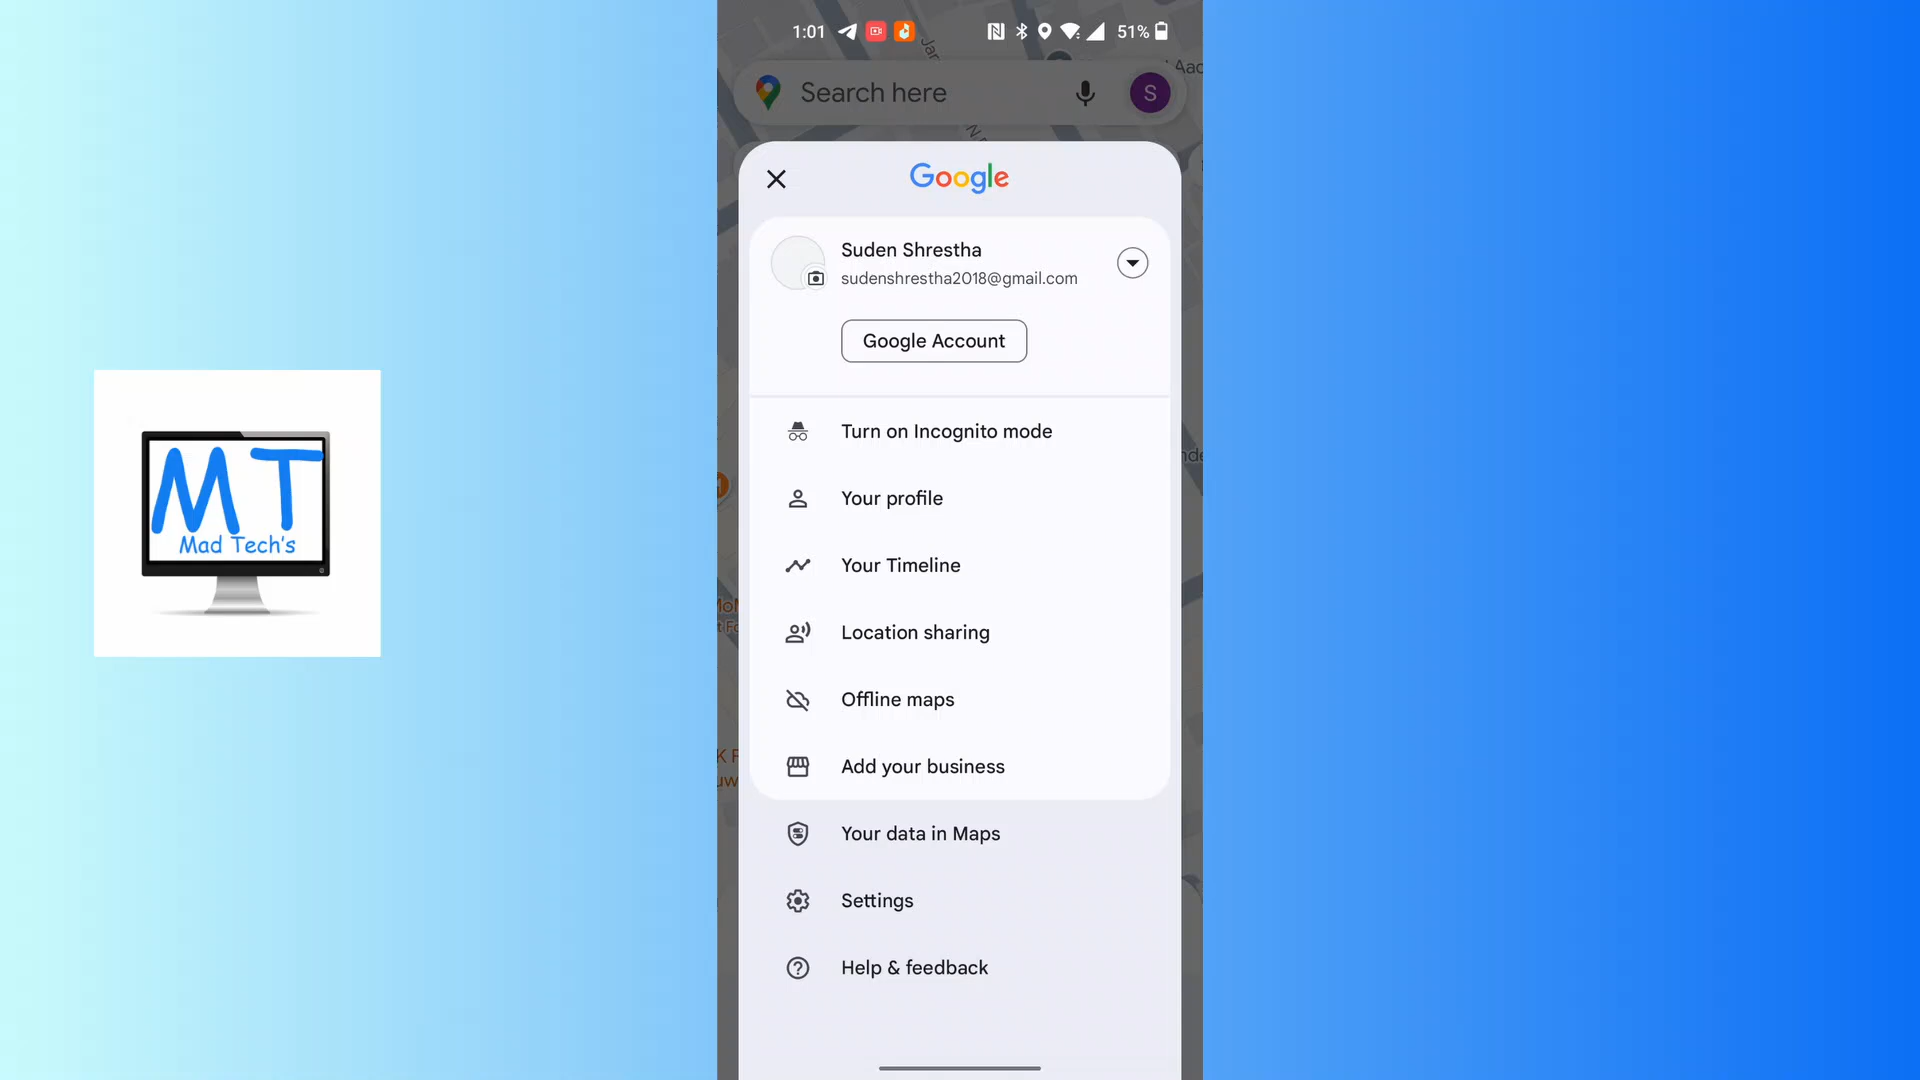 1:01
51%
Search here
S
Google
Suden Shrestha
sudenshrestha2018@gmail.com
Google Account
Turn on Incognito mode
Your profile
Your Timeline
Location sharing
Offline maps
Add your business
Your data in Maps
Settings
Help & feedback
MT
Mad Tech's